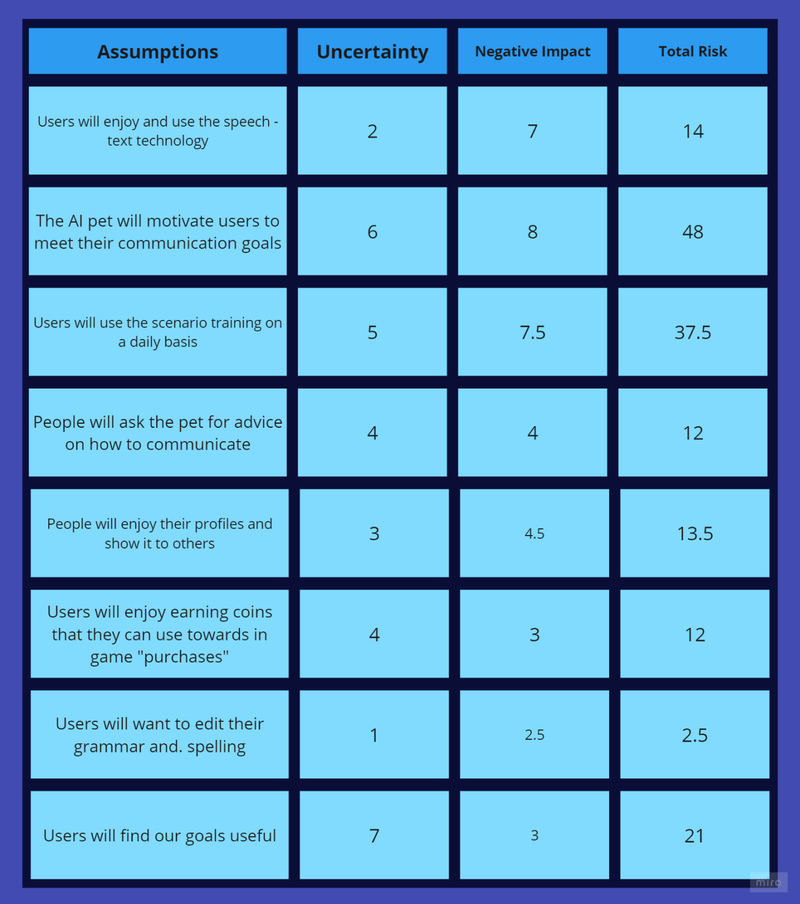 Assumptions
Uncertainty
Negative Impact
Total Risk
Users will enjoy and use the speech -
text technology
2
7
14
The AI pet will motivate users to
meet their communication goals
6
8
48
Users will use the scenario training on
a daily basis
5
7.5
37.5
People will ask the pet for advice
on how to communicate
4
4
12
People will enjoy their profiles and
show it to others
3
4.5
13.5
Users will enjoy earning coins
that they can use towards in
game "purchases"
4
3
12
Users will want to edit their
grammar and. spelling
1
2.5
2.5
Users will find our goals useful
7
3
21
miro